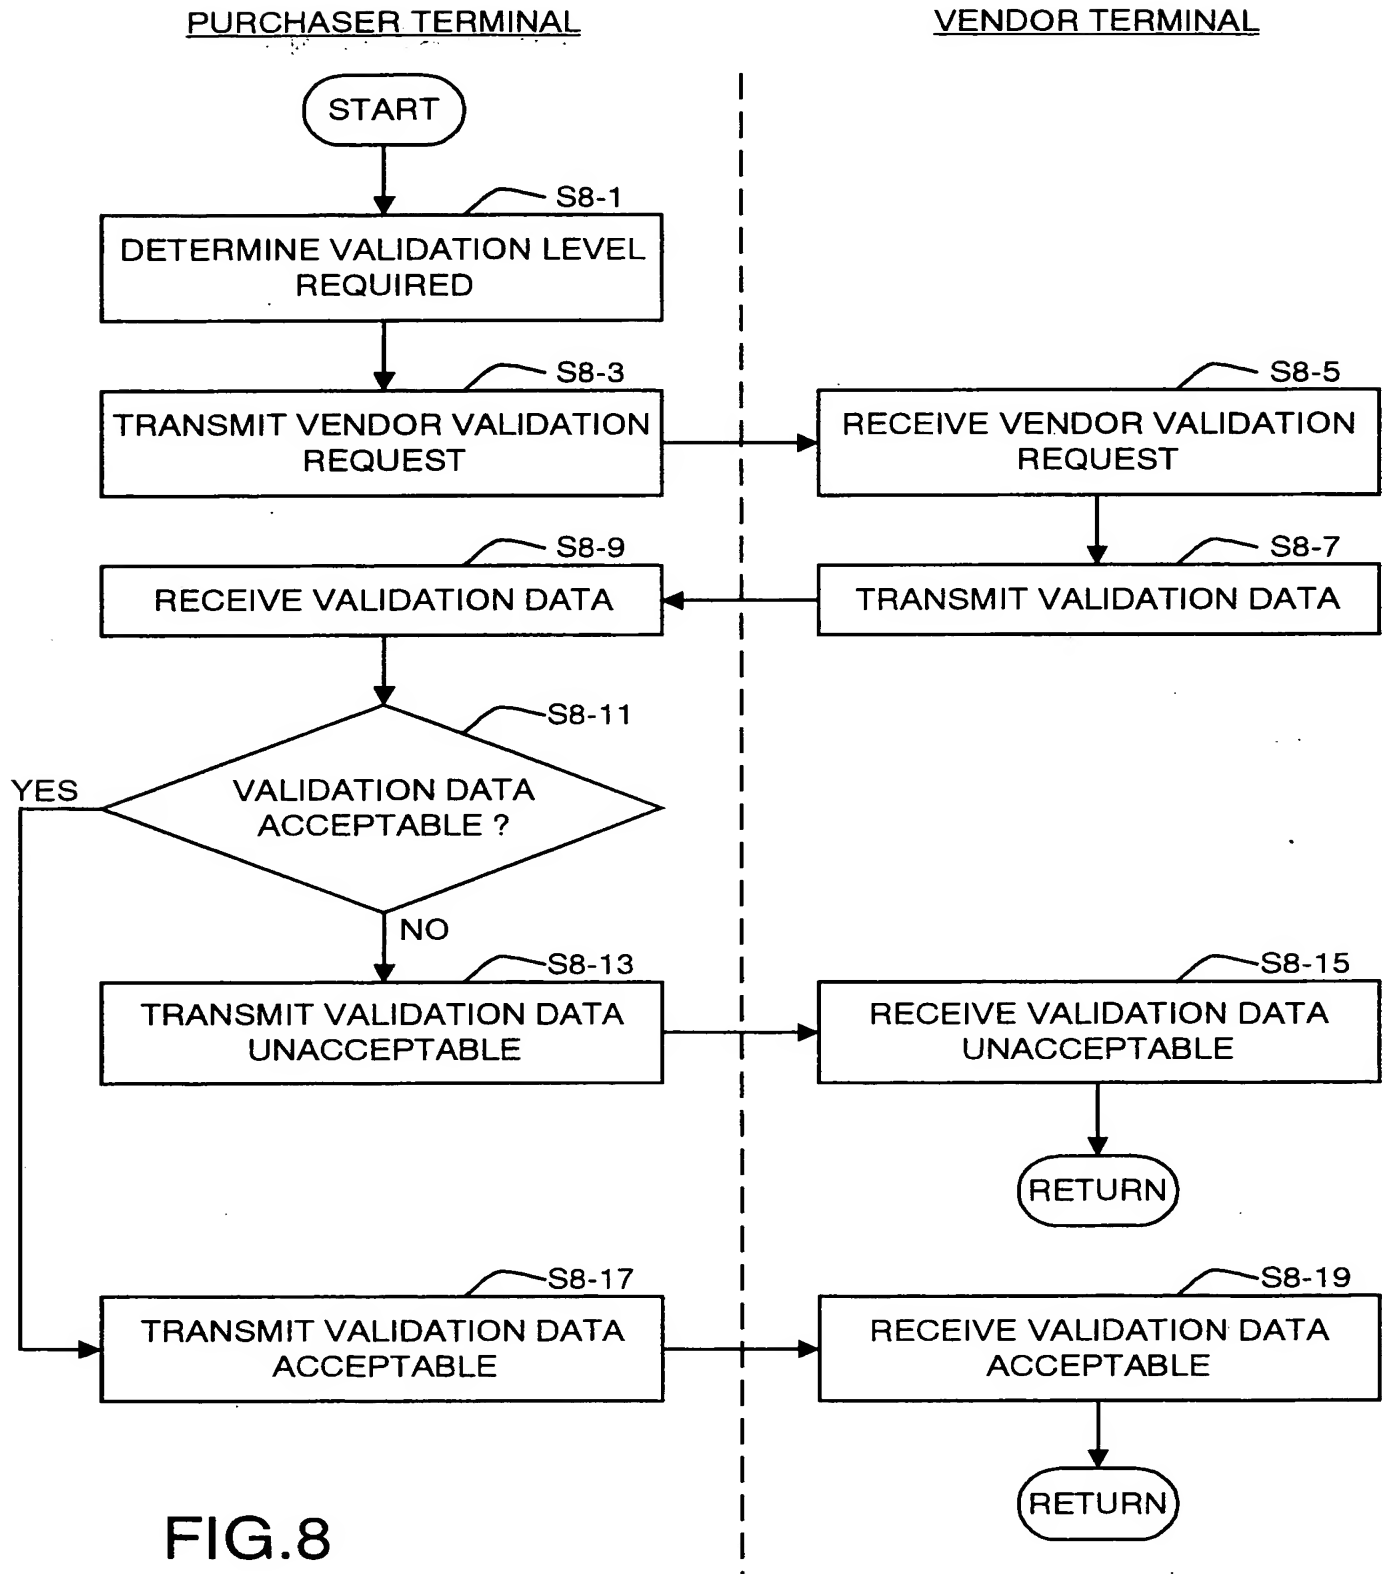 PURCHASER TERMINAL
VENDOR TERMINAL
START
S8-1
DETERMINE VALIDATION LEVEL
REQUIRED
S8-3
TRANSMIT VENDOR VALIDATION
REQUEST
S8-5
RECEIVE VENDOR VALIDATION
REQUEST
S8-9
RECEIVE VALIDATION DATA
S8-7
TRANSMIT VALIDATION DATA
S8-11
YES
VALIDATION DATA
ACCEPTABLE ?
NO
S8-13
TRANSMIT VALIDATION DATA
UNACCEPTABLE
S8-15
RECEIVE VALIDATION DATA
UNACCEPTABLE
RETURN
S8-17
TRANSMIT VALIDATION DATA
ACCEPTABLE
S8-19
RECEIVE VALIDATION DATA
ACCEPTABLE
RETURN
FIG.8